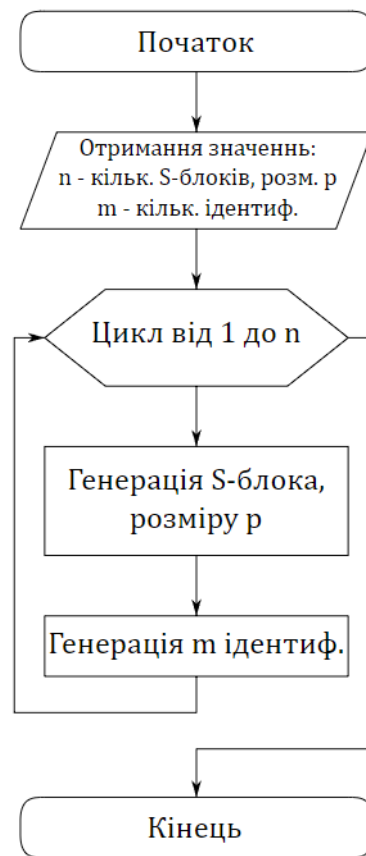 Початок
Отримання значеннь:
n - кільк. S-блоків, розм. p
m - кільк. ідентиф.
Цикл від 1 до n
Генерація S-блока,
розміру p
Генерація m ідентиф.
Кінець